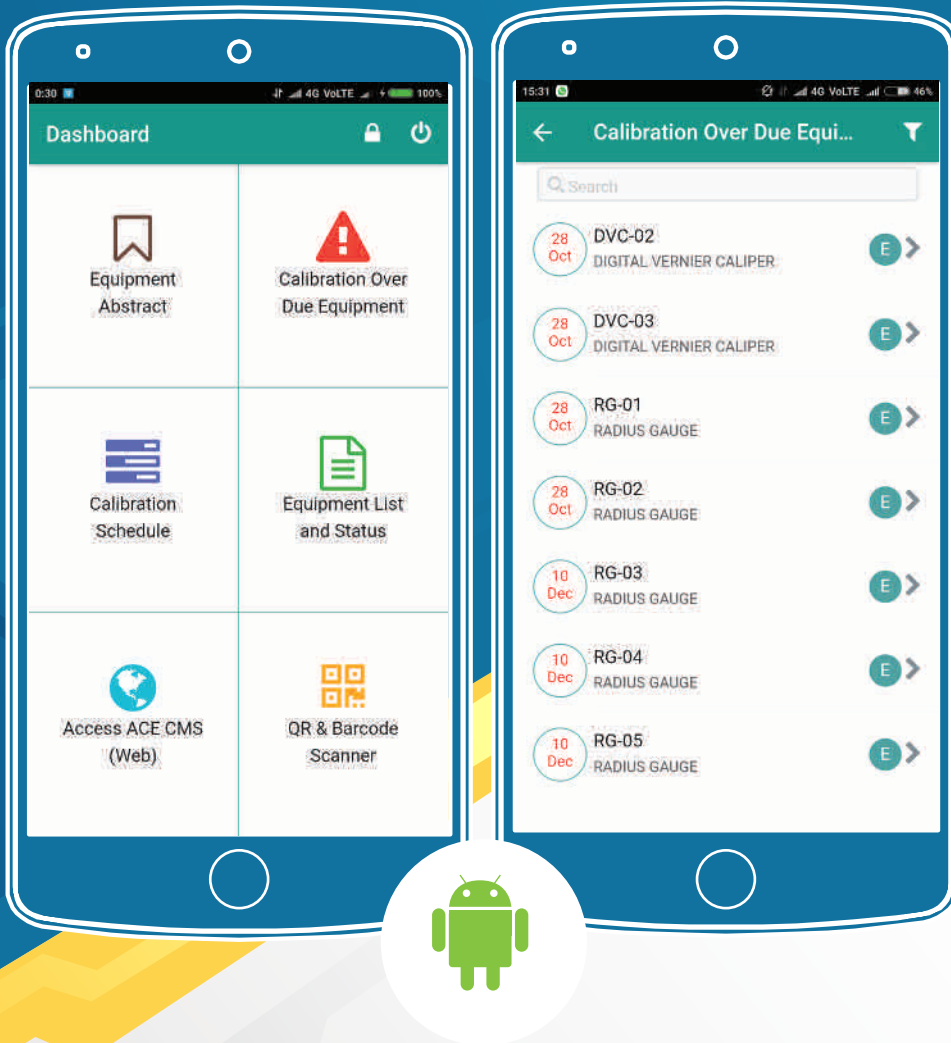 0:30
4G VoLTE
100%
Dashboard
Equipment
Abstract
Calibration Over
Due Equipment
Calibration
Schedule
Equipment List
and Status
Access ACE CMS
(Web)
QR & Barcode
Scanner
15:31
4G VoLTE
46%
Calibration Over Due Equi...
Search
28
Oct
DVC-02
DIGITAL VERNIER CALIPER
E
28
Oct
DVC-03
DIGITAL VERNIER CALIPER
E
28
Oct
RG-01
RADIUS GAUGE
E
28
Oct
RG-02
RADIUS GAUGE
E
10
Dec
RG-03
RADIUS GAUGE
E
10
Dec
RG-04
RADIUS GAUGE
E
10
Dec
RG-05
RADIUS GAUGE
E